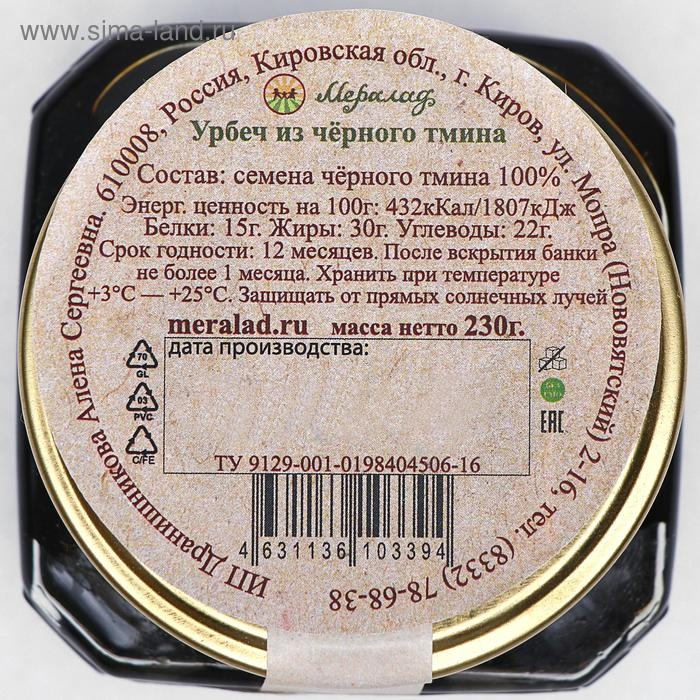 www.sima-land.ru
ИП Дранишникова Алена Сергеевна. 610008, Россия, Кировская обл., г. Киров, ул. Мопра (Нововятский) 2-16, тел. (8332) 78-68-38
Мералад
Урбеч из чёрного тмина
Состав: семена чёрного тмина 100%
Энерг. ценность на 100г: 432кКал/1807кДж
Белки: 15г. Жиры: 30г. Углеводы: 22г.
Срок годности: 12 месяцев. После вскрытия банки
не более 1 месяца. Хранить при температуре
+3°С — +25°С. Защищать от прямых солнечных лучей
meralad.ru масса нетто 230г.
дата производства:
70
GL
03
PVC
C/FE
БЕЗ
ГМО
EAC
ТУ 9129-001-0198404506-16
4 631136 103394